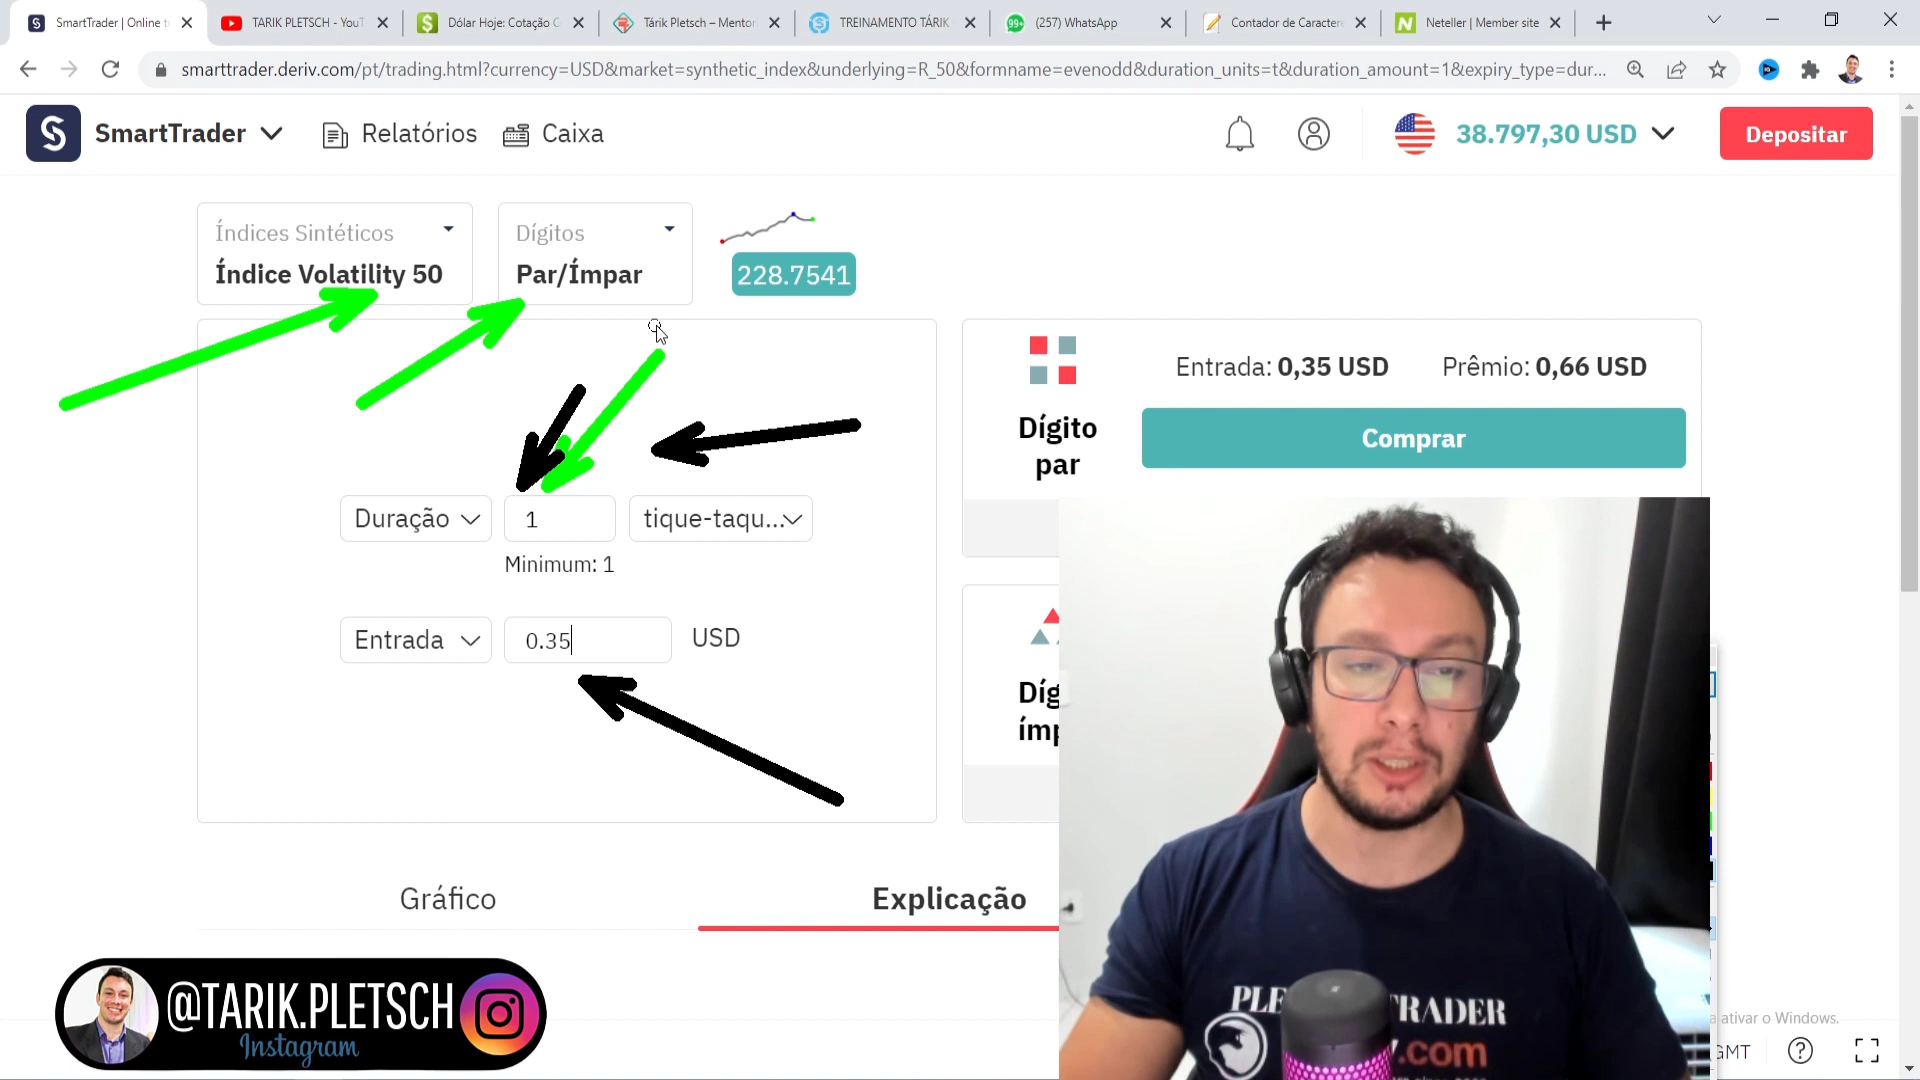 SmartTrader | Online t
TARIK PLETSCH - YouT
Dólar Hoje: Cotação C
Tárik Pletsch – Mentor
TREINAMENTO TÁRIK
(257) WhatsApp
Contador de Caractere
Neteller | Member site
smarttrader.deriv.com/pt/trading.html?currency=USD&market=synthetic_index&underlying=R_50&formname=evenodd&duration_units=t&duration_amount=1&expiry_type=dur...
SmartTrader
Relatórios
Caixa
38.797,30 USD
Depositar
Índices Sintéticos
Índice Volatility 50
Dígitos
Par/Ímpar
228.7541
Duração
1
tique-taqu...
Minimum: 1
Entrada
0.35
USD
Entrada: 0,35 USD
Prêmio: 0,66 USD
Dígito
par
Comprar
Díg
ímp
Gráfico
Explicação
@TARIK.PLETSCH
Instagram
TRADER
.com
ativar o Windows.
GMT